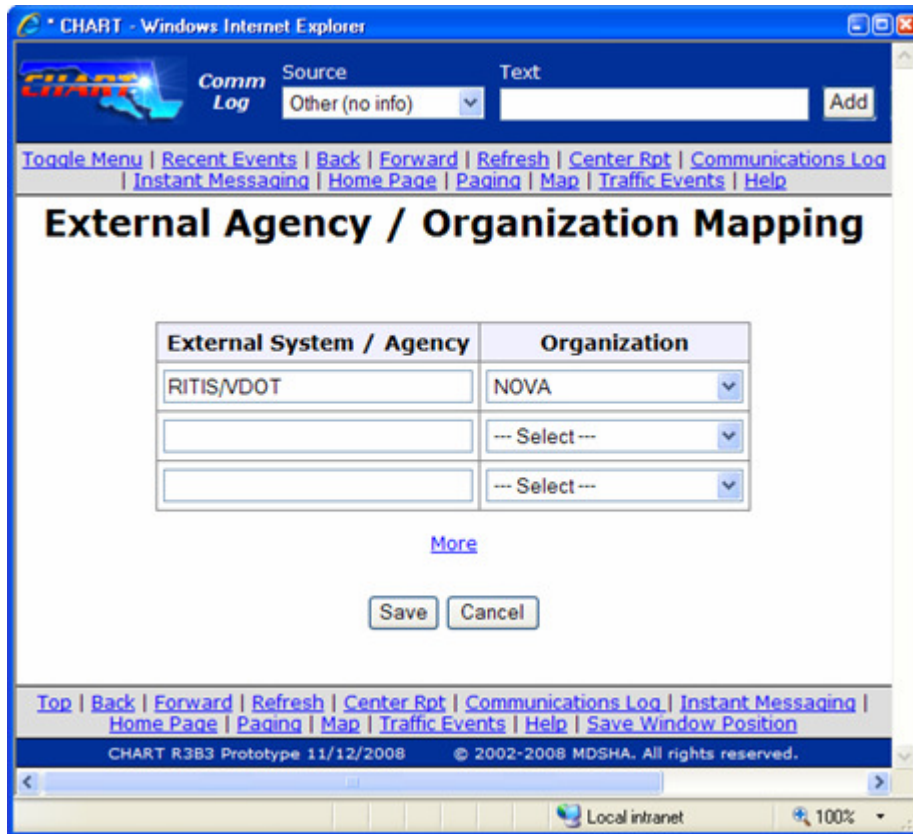 * CHART - Windows Internet Explorer
CHART
Comm Log
Source
Text
Other (no info)
Add
Toggle Menu | Recent Events | Back | Forward | Refresh | Center Rpt | Communications Log
| Instant Messaging | Home Page | Paging | Map | Traffic Events | Help
External Agency / Organization Mapping
External System / Agency
Organization
RITIS/VDOT
NOVA
--- Select ---
--- Select ---
More
Save
Cancel
Top | Back | Forward | Refresh | Center Rpt | Communications Log | Instant Messaging |
Home Page | Paging | Map | Traffic Events | Help | Save Window Position
CHART R3B3 Prototype 11/12/2008 © 2002-2008 MDSHA. All rights reserved.
Local intranet
100%